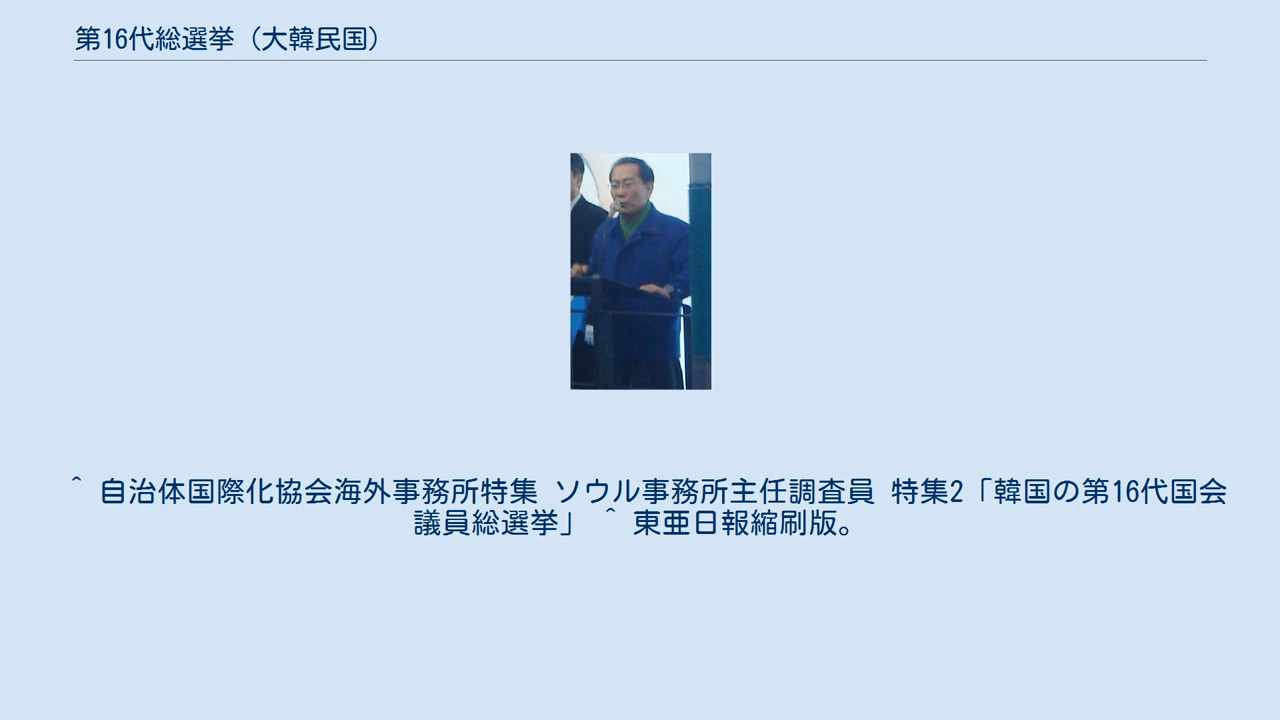 第16代総選挙（大韓民国）
^ 自治体国際化協会海外事務所特集 ソウル事務所主任調査員 特集2「韓国の第16代国会
議員総選挙」 ^ 東亜日報縮刷版。